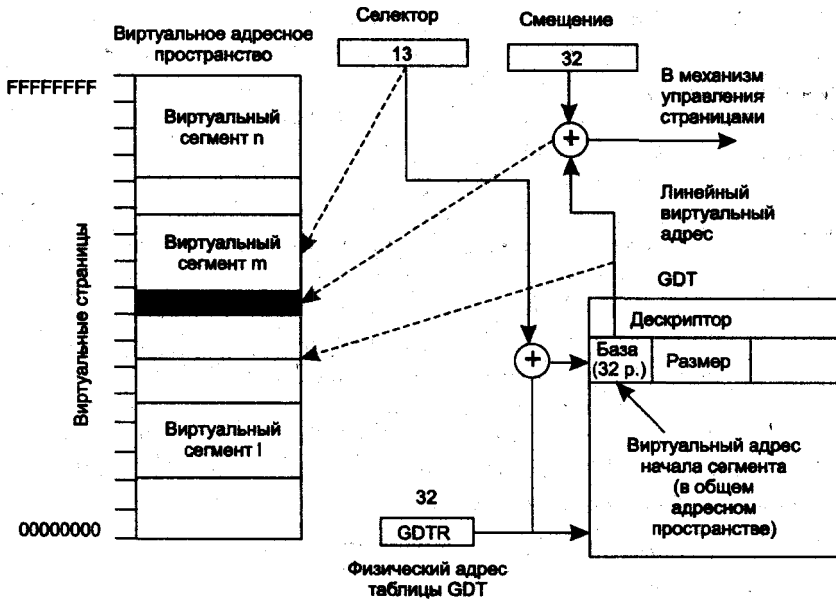 Виртуальное адресное
пространство
Селектор
13
Смещение
32
В механизм
управления
страницами
FFFFFFFF
Виртуальный
сегмент n
Виртуальный
сегмент m
Виртуальный
сегмент l
00000000
Виртуальные страницы
Линейный
виртуальный
адрес
GDT
Дескриптор
База
(32 р.)
Размер
Виртуальный адрес
начала сегмента
(в общем
адресном
пространстве)
32
GDTR
Физический адрес
таблицы GDT
+
+